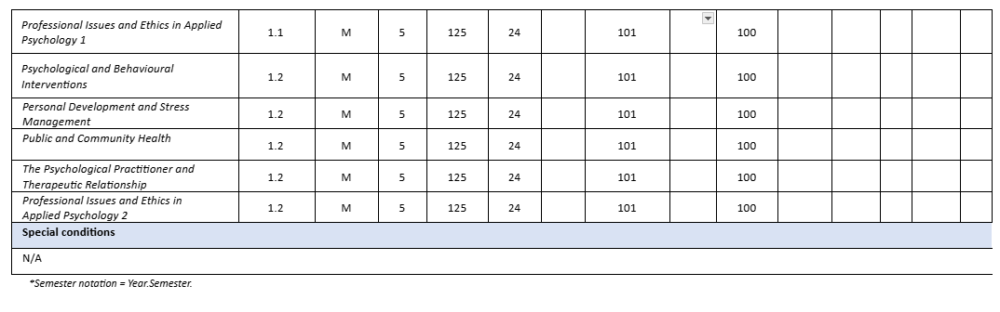 Professional Issues and Ethics in Applied
Psychology 1
1.1 M 5 125 24 101 100
Psychological and Behavioural
Interventions
1.2 M 5 125 24 101 100
Personal Development and Stress
Management
1.2 M 5 125 24 101 100
Public and Community Health
1.2 M 5 125 24 101 100
The Psychological Practitioner and
Therapeutic Relationship
1.2 M 5 125 24 101 100
Professional Issues and Ethics in
Applied Psychology 2
1.2 M 5 125 24 101 100
Special conditions
N/A
*Semester notation = Year.Semester.